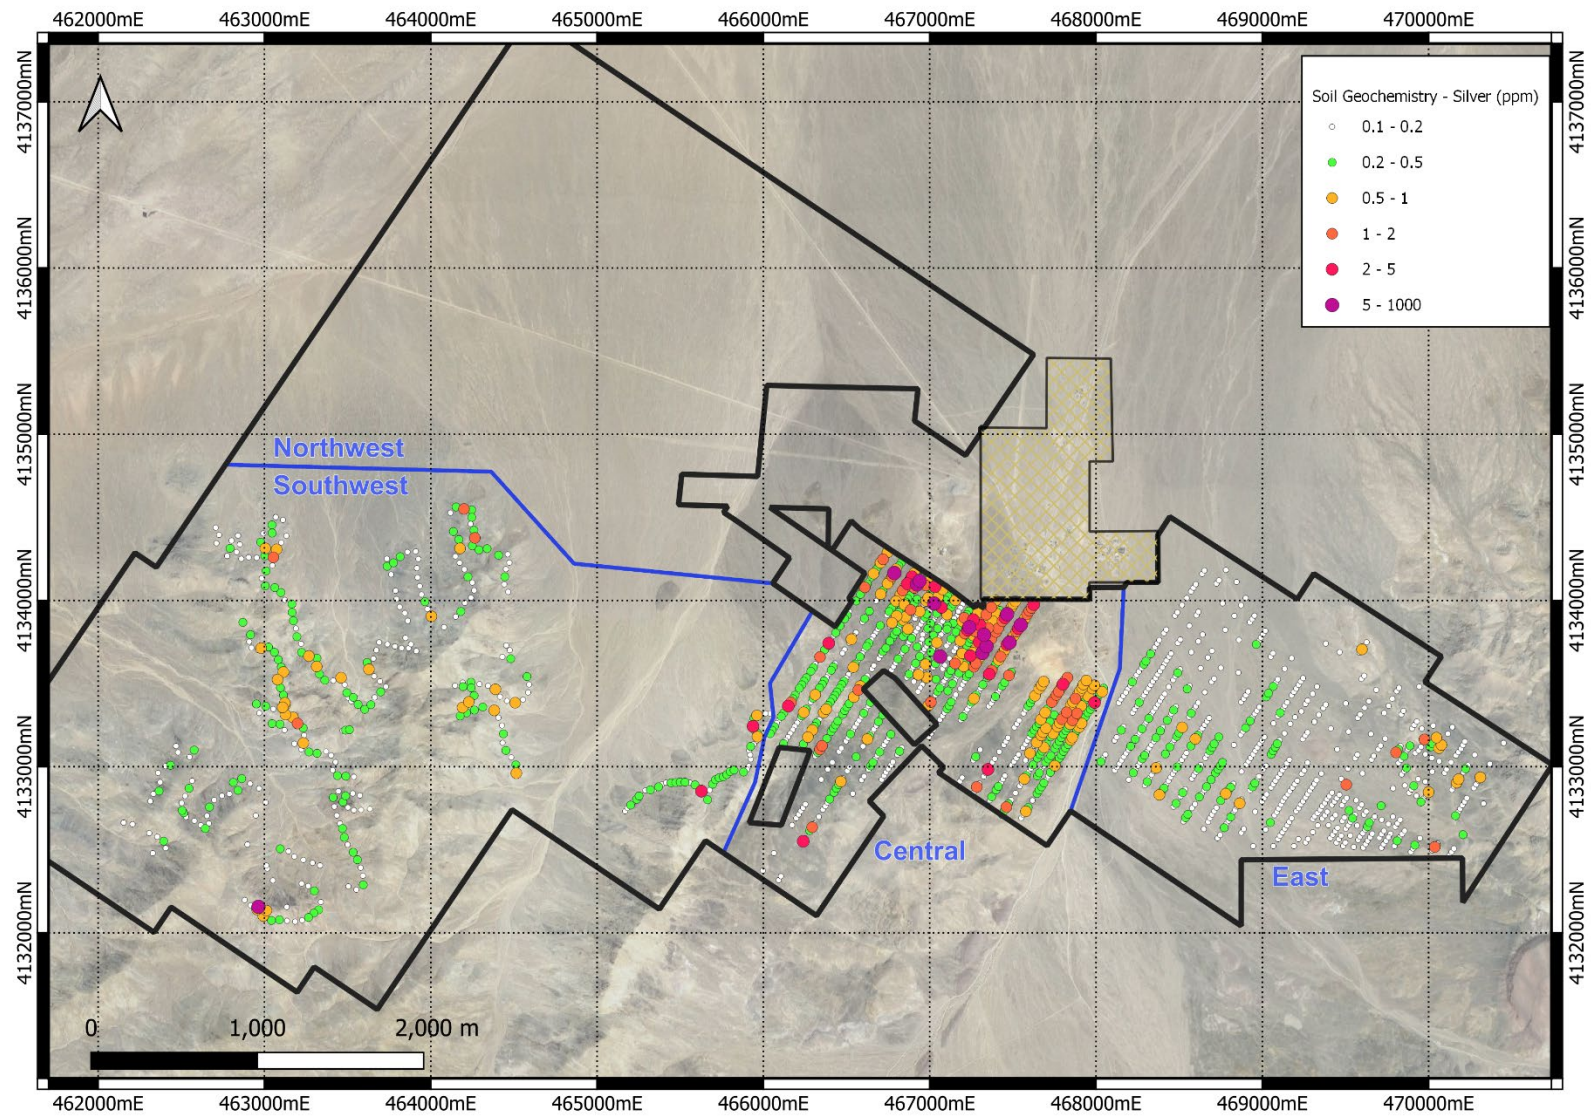 462000mE 463000mE 464000mE 465000mE 466000mE 467000mE 468000mE 469000mE 470000mE
4137000mN 4137000mN
4136000mN 4136000mN
4135000mN 4135000mN
4134000mN 4134000mN
4133000mN 4133000mN
4132000mN 4132000mN
Soil Geochemistry - Silver (ppm)
0.1 - 0.2
0.2 - 0.5
0.5 - 1
1 - 2
2 - 5
5 - 1000
Northwest
Southwest
Central
East
0 1,000 2,000 m
462000mE 463000mE 464000mE 465000mE 466000mE 467000mE 468000mE 469000mE 470000mE